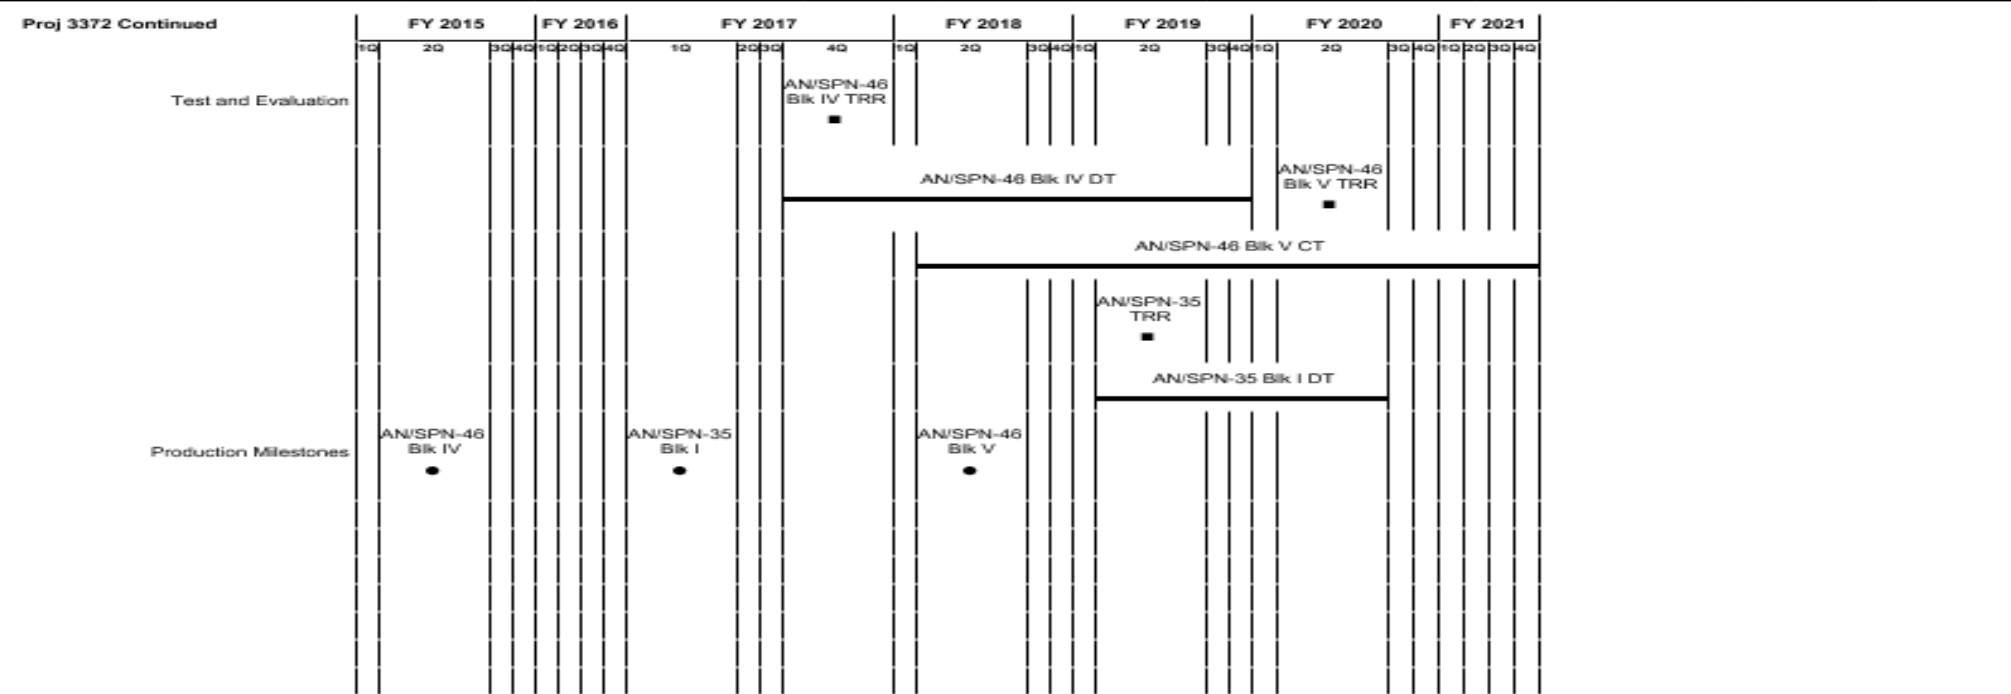 Proj 3372 Continued FY 2015 FY 2016 FY 2017 FY 2018 FY 2019 FY 2020 FY 2021
1Q 2Q 3Q 4Q 1Q 2Q 3Q 4Q 1Q 2Q 3Q 4Q 1Q 2Q 3Q 4Q 1Q 2Q 3Q 4Q 1Q 2Q 3Q 4Q 1Q 2Q 3Q 4Q
Test and Evaluation
AN/SPN-46
Blk IV TRR
AN/SPN-46 Blk IV DT
AN/SPN-46
Blk V TRR
AN/SPN-46 Blk V CT
AN/SPN-35
TRR
AN/SPN-35 Blk I DT
Production Milestones
AN/SPN-46
Blk IV
AN/SPN-35
Blk I
AN/SPN-46
Blk V